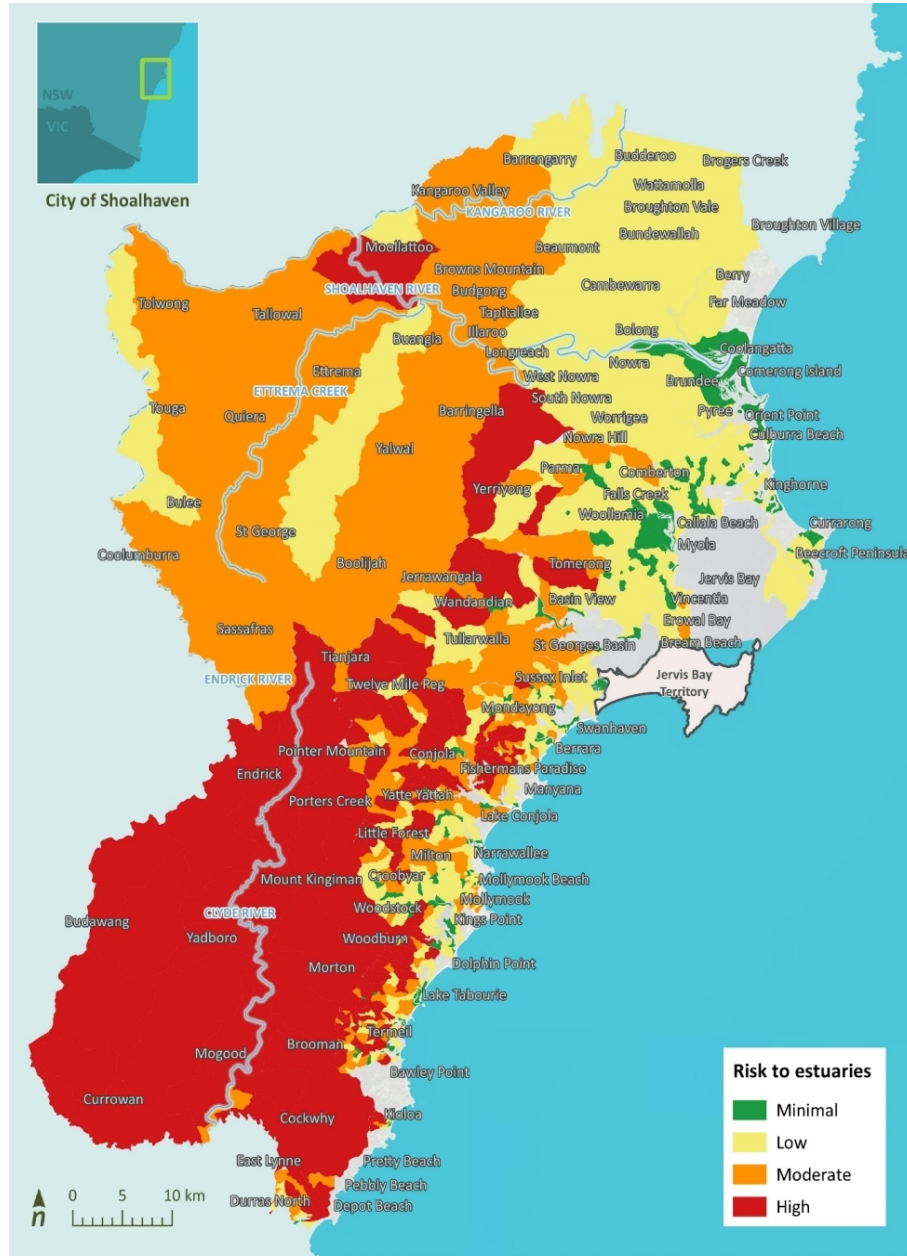 NSW
VIC
City of Shoalhaven
Barrengarry
Budderoo
Brogers Creek
Kangaroo Valley
Wattamolla
KANGAROO RIVER
Broughton Vale
Broughton Village
Bundewallah
Moollattoo
Beaumont
Browns Mountain
Berry
SHOALHAVEN RIVER
Budgong
Cambewarra
Far Meadow
Tolwong
Tallowal
Tapitallee
Illaroo
Bolong
Buangla
Longreach
Coolangatta
Nowra
Ettrema
West Nowra
Brundee
Comerong Island
ETTREMA CREEK
South Nowra
Touga
Quiera
Barringella
Worrigee
Pyree
Orient Point
Nowra Hill
Culburra Beach
Yalwal
Parma
Comberton
Yerriyong
Falls Creek
Kinghorne
Bulee
St George
Woollamia
Callala Beach
Currarong
Coolumburra
Myola
Beecroft Peninsula
Boolijah
Tomerong
Jerrawangala
Jervis Bay
Wandandian
Basin View
Vincentia
Sassafras
Erowal Bay
Tullarwalla
St Georges Basin
Bream Beach
Tianjara
ENDRICK RIVER
Twelve Mile Peg
Sussex Inlet
Jervis Bay
Territory
Mondayong
Swanhaven
Pointer Mountain
Conjola
Berrara
Endrick
Fishermans Paradise
Porters Creek
Yatte Yattah
Manyana
Lake Conjola
Little Forest
Milton
Narrawallee
Mount Kingiman
Croobyar
Mollymook Beach
Budawang
CLYDE RIVER
Woodstock
Mollymook
Kings Point
Yadboro
Woodburn
Morton
Dolphin Point
Lake Tabourie
Mogood
Brooman
Termeil
Bawley Point
Currowan
Cockwhy
Kioloa
East Lynne
Pretty Beach
Pebbly Beach
Durras North
Depot Beach
Risk to estuaries
Minimal
Low
Moderate
High
0 5 10 km
n